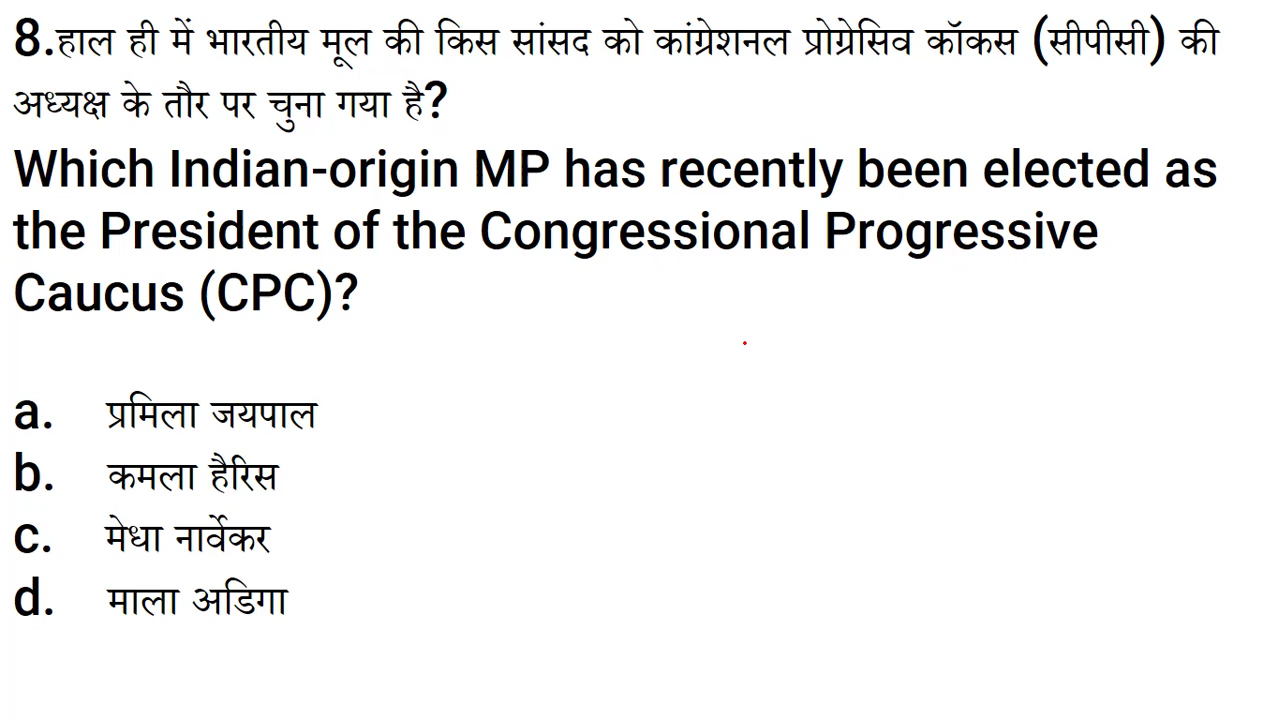 8.हाल ही में भारतीय मूल की किस सांसद को कांग्रेशनल प्रोग्रेसिव कॉकस (सीपीसी) की
अध्यक्ष के तौर पर चुना गया है?
Which Indian-origin MP has recently been elected as
the President of the Congressional Progressive
Caucus (CPC)?
a. प्रमिला जयपाल
b. कमला हैरिस
c. मेधा नार्वेकर
d. माला अडिगा